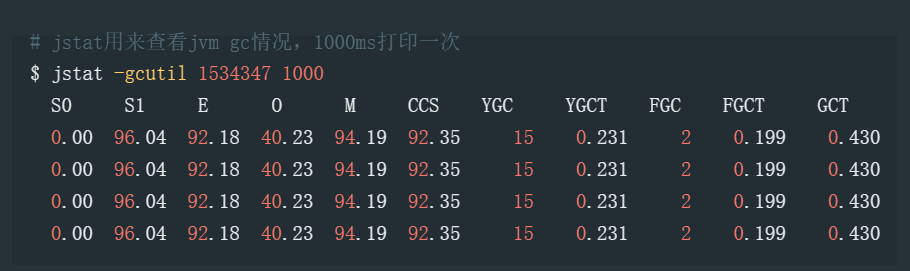 # jstat用来查看jvm gc情况，1000ms打印一次
$ jstat -gcutil 1534347 1000
S0 S1 E O M CCS YGC YGCT FGC FGCT GCT
0.00 96.04 92.18 40.23 94.19 92.35 15 0.231 2 0.199 0.430
0.00 96.04 92.18 40.23 94.19 92.35 15 0.231 2 0.199 0.430
0.00 96.04 92.18 40.23 94.19 92.35 15 0.231 2 0.199 0.430
0.00 96.04 92.18 40.23 94.19 92.35 15 0.231 2 0.199 0.430